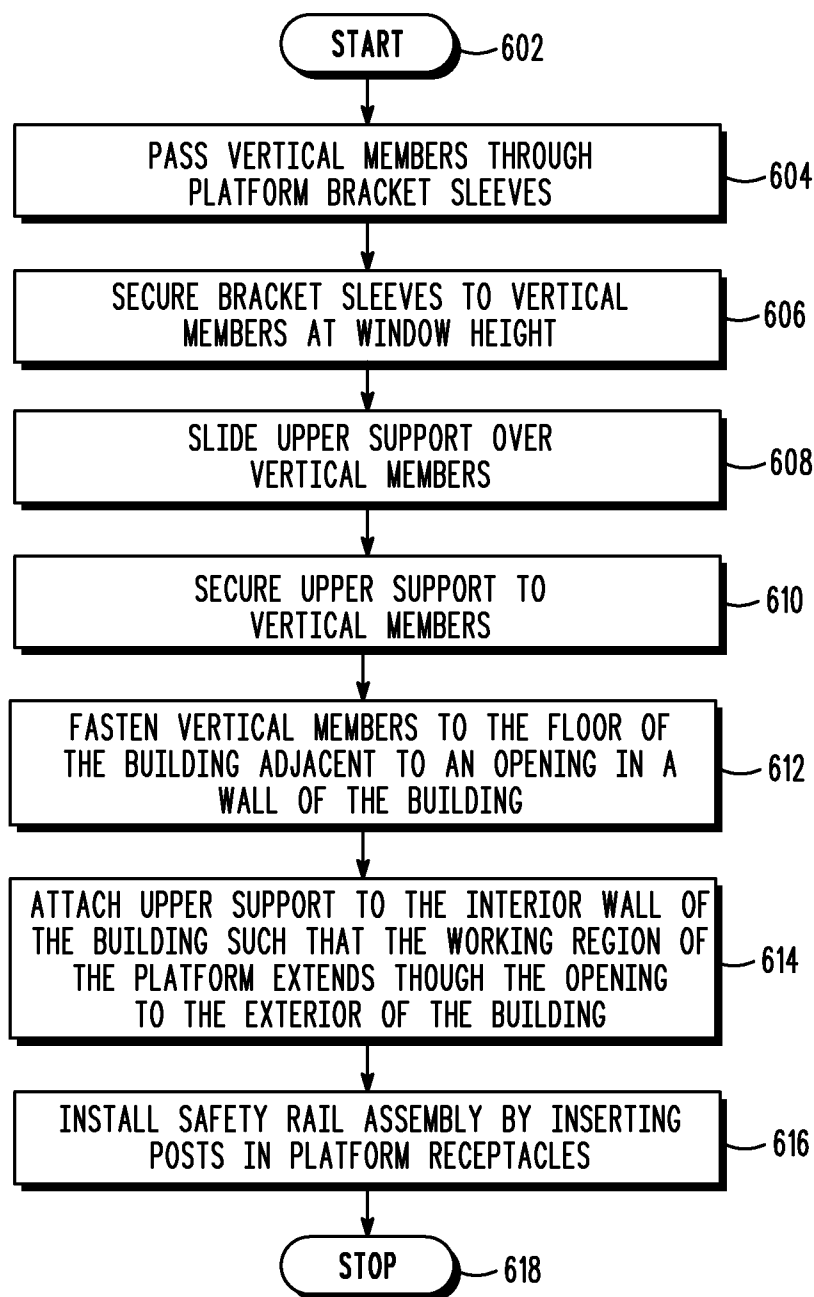 START
602
PASS VERTICAL MEMBERS THROUGH
PLATFORM BRACKET SLEEVES
604
SECURE BRACKET SLEEVES TO VERTICAL
MEMBERS AT WINDOW HEIGHT
606
SLIDE UPPER SUPPORT OVER
VERTICAL MEMBERS
608
SECURE UPPER SUPPORT TO
VERTICAL MEMBERS
610
FASTEN VERTICAL MEMBERS TO THE FLOOR OF
THE BUILDING ADJACENT TO AN OPENING IN A
WALL OF THE BUILDING
612
ATTACH UPPER SUPPORT TO THE INTERIOR WALL OF
THE BUILDING SUCH THAT THE WORKING REGION OF
THE PLATFORM EXTENDS THOUGH THE OPENING
TO THE EXTERIOR OF THE BUILDING
614
INSTALL SAFETY RAIL ASSEMBLY BY INSERTING
POSTS IN PLATFORM RECEPTACLES
616
STOP
618